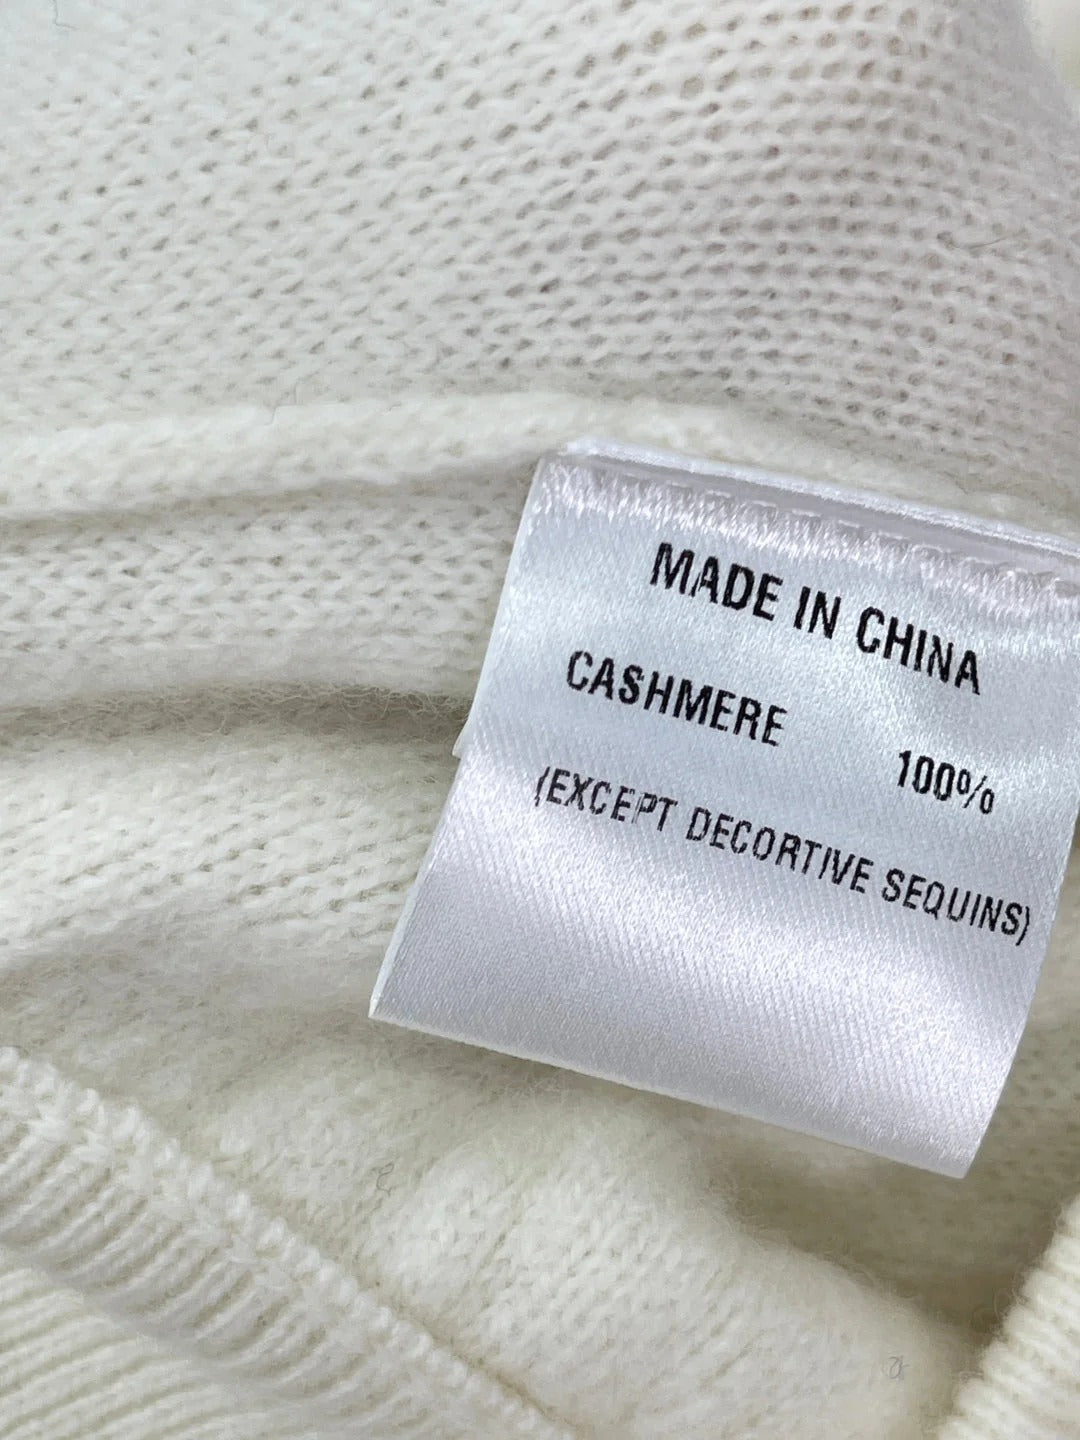 MADE IN CHINA
CASHMERE 100%
(EXCEPT DECORTIVE SEQUINS)